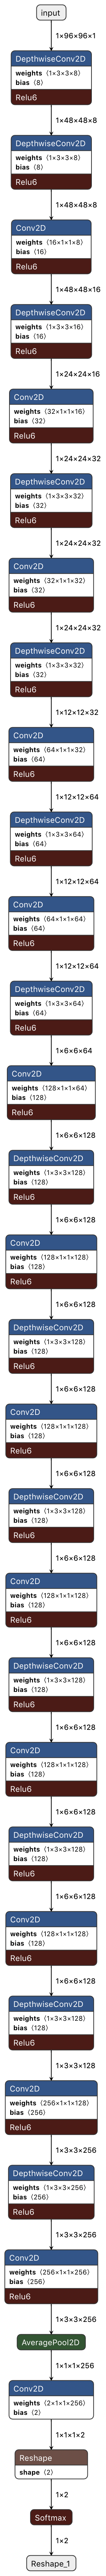 input
1×96×96×1
DepthwiseConv2D
weights ⟨1×3×3×8⟩
bias ⟨8⟩
Relu6
1×48×48×8
DepthwiseConv2D
weights ⟨1×3×3×8⟩
bias ⟨8⟩
Relu6
1×48×48×8
Conv2D
weights ⟨16×1×1×8⟩
bias ⟨16⟩
Relu6
1×48×48×16
DepthwiseConv2D
weights ⟨1×3×3×16⟩
bias ⟨16⟩
Relu6
1×24×24×16
Conv2D
weights ⟨32×1×1×16⟩
bias ⟨32⟩
Relu6
1×24×24×32
DepthwiseConv2D
weights ⟨1×3×3×32⟩
bias ⟨32⟩
Relu6
1×24×24×32
Conv2D
weights ⟨32×1×1×32⟩
bias ⟨32⟩
Relu6
1×24×24×32
DepthwiseConv2D
weights ⟨1×3×3×32⟩
bias ⟨32⟩
Relu6
1×12×12×32
Conv2D
weights ⟨64×1×1×32⟩
bias ⟨64⟩
Relu6
1×12×12×64
DepthwiseConv2D
weights ⟨1×3×3×64⟩
bias ⟨64⟩
Relu6
1×12×12×64
Conv2D
weights ⟨64×1×1×64⟩
bias ⟨64⟩
Relu6
1×12×12×64
DepthwiseConv2D
weights ⟨1×3×3×64⟩
bias ⟨64⟩
Relu6
1×6×6×64
Conv2D
weights ⟨128×1×1×64⟩
bias ⟨128⟩
Relu6
1×6×6×128
DepthwiseConv2D
weights ⟨1×3×3×128⟩
bias ⟨128⟩
Relu6
1×6×6×128
Conv2D
weights ⟨128×1×1×128⟩
bias ⟨128⟩
Relu6
1×6×6×128
DepthwiseConv2D
weights ⟨1×3×3×128⟩
bias ⟨128⟩
Relu6
1×6×6×128
Conv2D
weights ⟨128×1×1×128⟩
bias ⟨128⟩
Relu6
1×6×6×128
DepthwiseConv2D
weights ⟨1×3×3×128⟩
bias ⟨128⟩
Relu6
1×6×6×128
Conv2D
weights ⟨128×1×1×128⟩
bias ⟨128⟩
Relu6
1×6×6×128
DepthwiseConv2D
weights ⟨1×3×3×128⟩
bias ⟨128⟩
Relu6
1×6×6×128
Conv2D
weights ⟨128×1×1×128⟩
bias ⟨128⟩
Relu6
1×6×6×128
DepthwiseConv2D
weights ⟨1×3×3×128⟩
bias ⟨128⟩
Relu6
1×6×6×128
Conv2D
weights ⟨128×1×1×128⟩
bias ⟨128⟩
Relu6
1×6×6×128
DepthwiseConv2D
weights ⟨1×3×3×128⟩
bias ⟨128⟩
Relu6
1×3×3×128
Conv2D
weights ⟨256×1×1×128⟩
bias ⟨256⟩
Relu6
1×3×3×256
DepthwiseConv2D
weights ⟨1×3×3×256⟩
bias ⟨256⟩
Relu6
1×3×3×256
Conv2D
weights ⟨256×1×1×256⟩
bias ⟨256⟩
Relu6
1×3×3×256
AveragePool2D
1×1×1×256
Conv2D
weights ⟨2×1×1×256⟩
bias ⟨2⟩
1×1×1×2
Reshape
shape ⟨2⟩
1×2
Softmax
1×2
Reshape_1